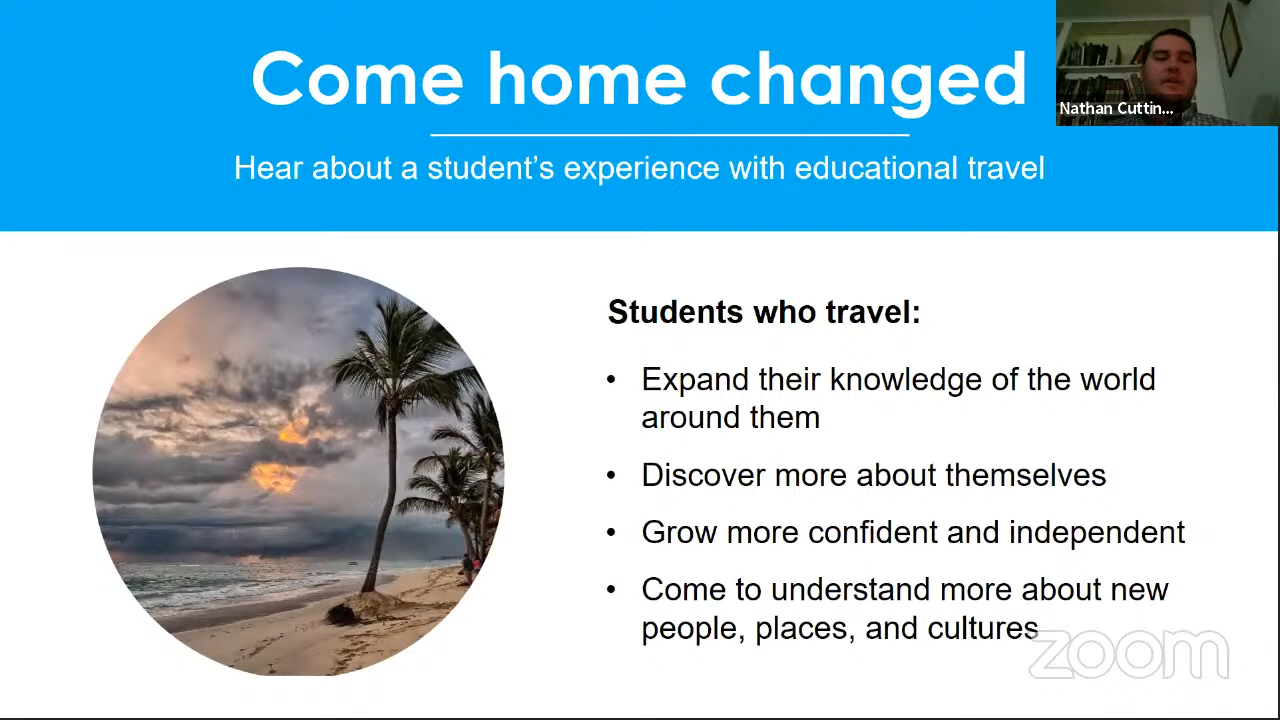 Come home changed
Nathan Cuttin...
Hear about a student’s experience with educational travel
Students who travel:
• Expand their knowledge of the world
around them
• Discover more about themselves
• Grow more confident and independent
• Come to understand more about new
people, places, and cultures
zoom